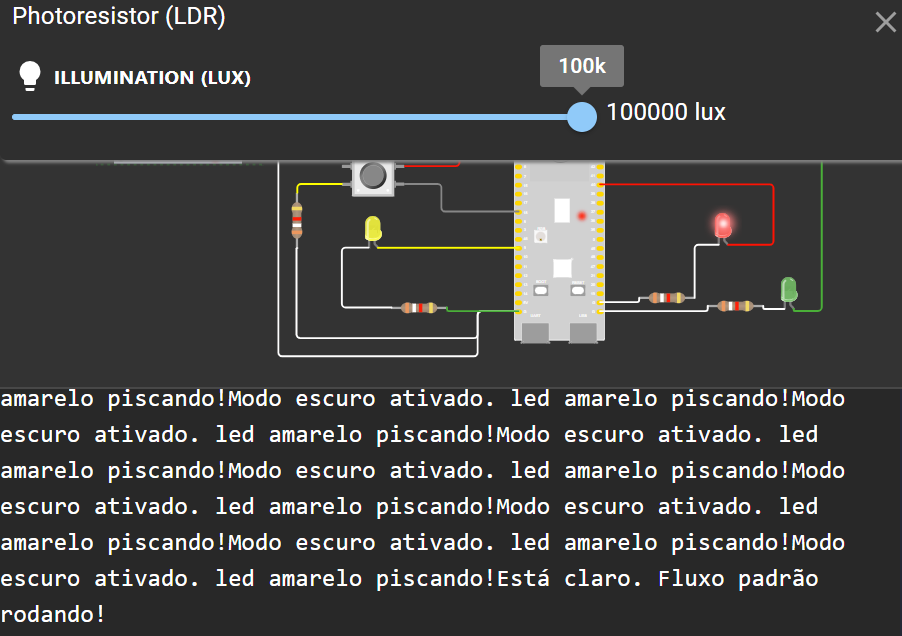 Photoresistor (LDR)
ILLUMINATION (LUX)
100k
100000 lux
amarelo piscando!Modo escuro ativado. led amarelo piscando!Modo
escuro ativado. led amarelo piscando!Modo escuro ativado. led
amarelo piscando!Modo escuro ativado. led amarelo piscando!Modo
escuro ativado. led amarelo piscando!Modo escuro ativado. led
amarelo piscando!Modo escuro ativado. led amarelo piscando!Modo
escuro ativado. led amarelo piscando!Está claro. Fluxo padrão
rodando!